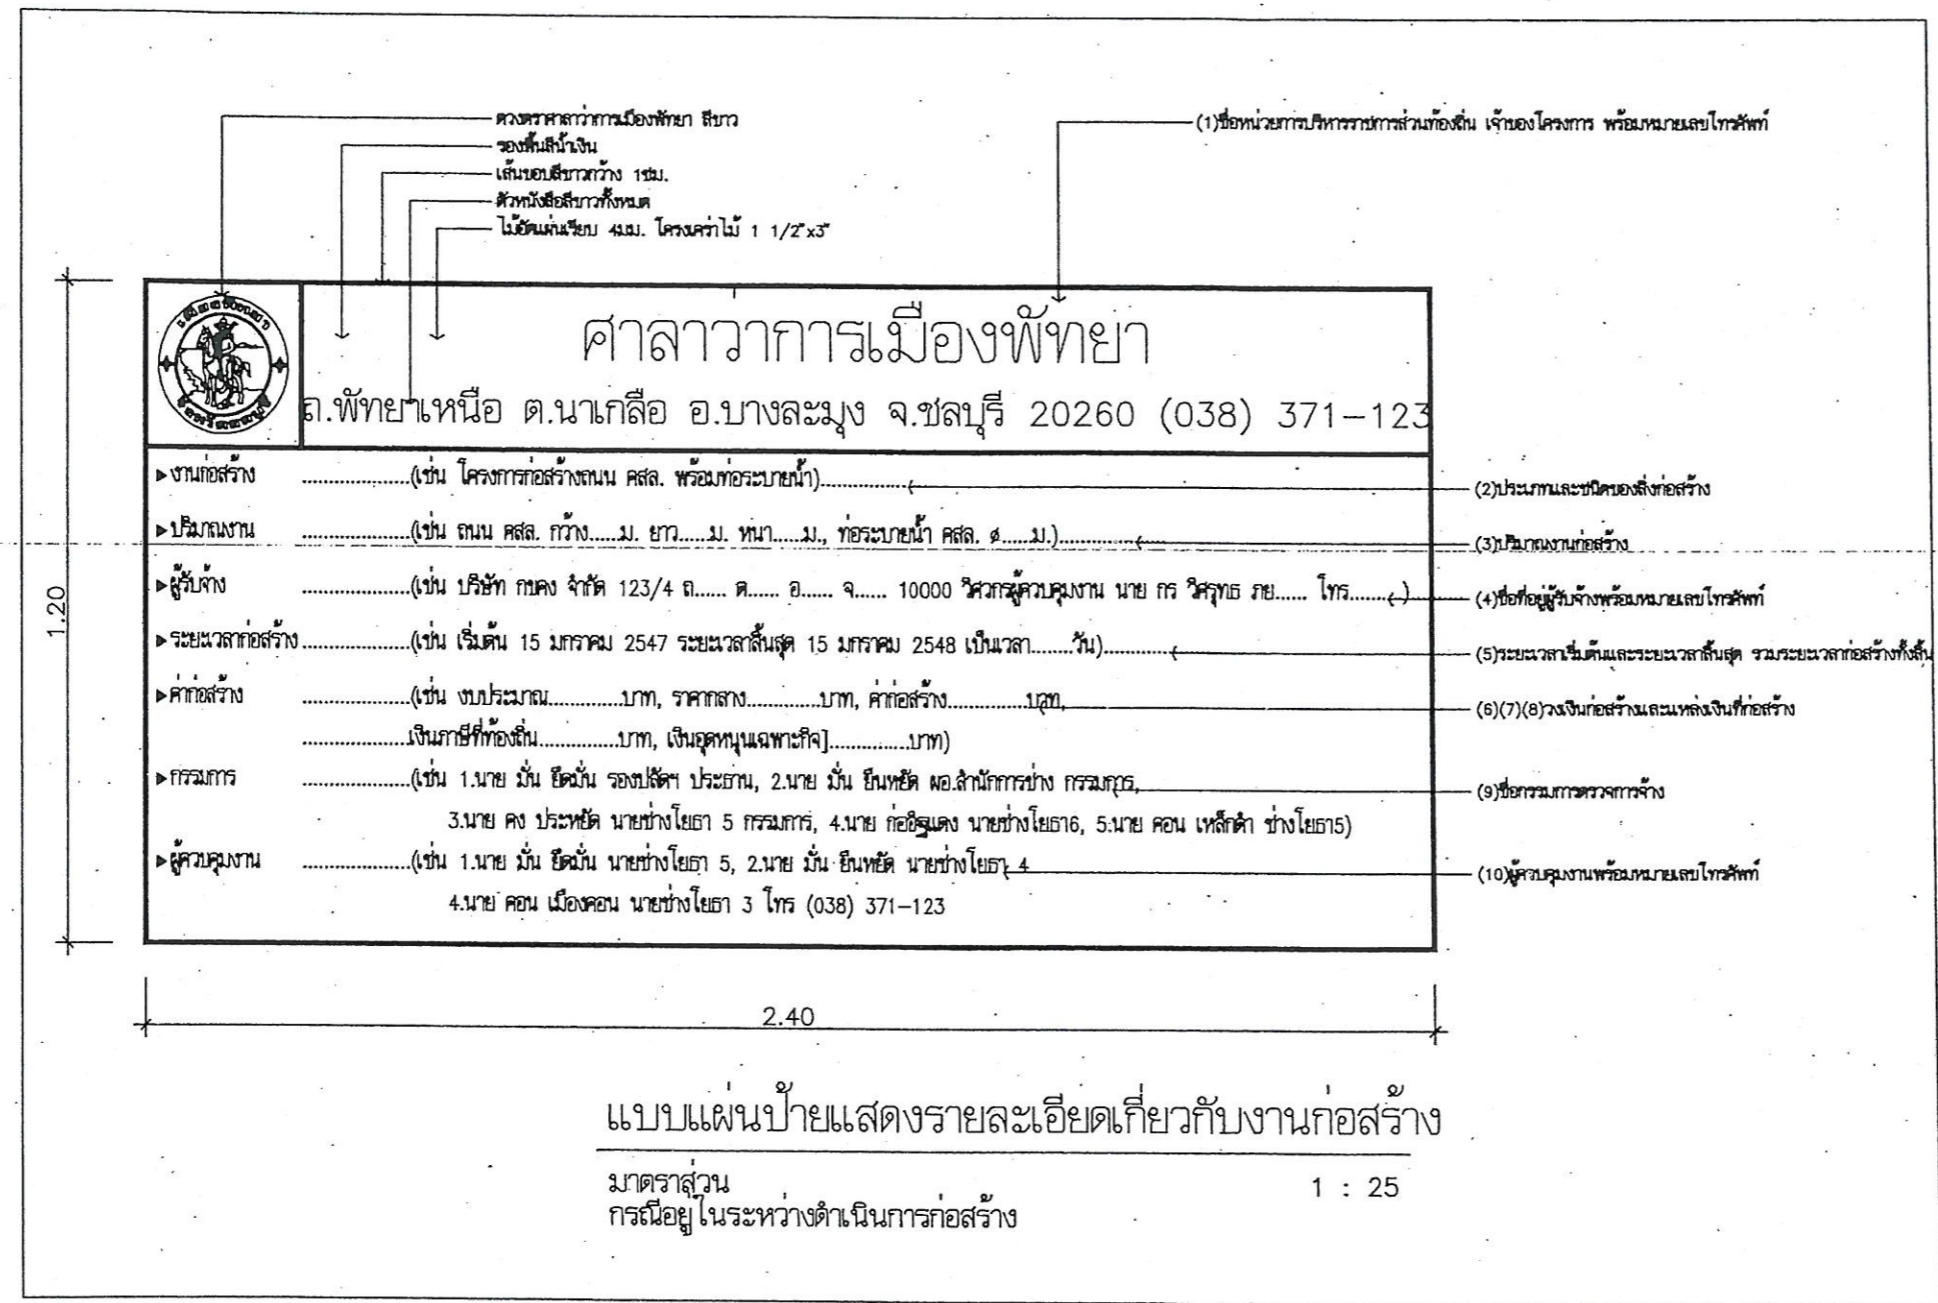 ดวงตราศาลาว่าการเมืองพัทยา สีขาว
รองพื้นสีน้ำเงิน
เส้นขอบสีขาวกว้าง 1ซม.
ตัวหนังสือสีขาวทั้งหมด
ไม้อัดแผ่นเรียบ 4มม. โครงเคร่าไม้ 1 1/2"x3"
(1)ชื่อหน่วยการบริหารราชการส่วนท้องถิ่น เจ้าของโครงการ พร้อมหมายเลขโทรศัพท์
ศาลาวาการเมืองพัทยา
ถ.พัทยาเหนือ ต.นาเกลือ อ.บางละมุง จ.ชลบุรี 20260 (038) 371-123
▸งานก่อสร้าง ....................(เช่น โครงการก่อสร้างถนน คสล. พร้อมท่อระบายน้ำ)................
(2)ประเภทและชนิดของสิ่งก่อสร้าง
▸ปริมาณงาน ....................(เช่น ถนน คสล. กว้าง......ม. ยาว......ม. หนา......ม., ท่อระบายน้ำ คสล. ø.....ม.)..............
(3)ปริมาณงานก่อสร้าง
▸ผู้รับจ้าง ....................(เช่น บริษัท กขคง จำกัด 123/4 ถ...... ต...... อ...... จ...... 10000 วิศวกรผู้ควบคุมงาน นาย กร วิศรุทธ ภย...... โทร.......)
(4)ชื่อที่อยู่ผู้รับจ้างพร้อมหมายเลขโทรศัพท์
▸ระยะเวลาก่อสร้าง....................(เช่น เริ่มต้น 15 มกราคม 2547 ระยะเวลาสิ้นสุด 15 มกราคม 2548 เป็นเวลา........วัน)............
(5)ระยะเวลาเริ่มต้นและระยะเวลาสิ้นสุด รวมระยะเวลาก่อสร้างทั้งสิ้น
▸ค่าก่อสร้าง ....................(เช่น งบประมาณ..............บาท, ราคากลาง..............บาท, ค่าก่อสร้าง...............บาท,
(6)(7)(8)วงเงินก่อสร้างและแหล่งเงินที่ก่อสร้าง
....................เงินภาษีที่ท้องถิ่น...............บาท, เงินอุดหนุนเฉพาะกิจ]...............บาท)
▸กรรมการ ....................(เช่น 1.นาย มั่น ยึดมั่น รองปลัดฯ ประธาน, 2.นาย มั่น ยืนหยัด ผอ.สำนักการช่าง กรรมการ,
(9)ชื่อกรรมการตรวจการจ้าง
3.นาย คง ประหยัด นายช่างโยธา 5 กรรมการ, 4.นาย ก่ออิฐแดง นายช่างโยธา6, 5.นาย คอน เหล็กดำ ช่างโยธา5)
▸ผู้ควบคุมงาน ....................(เช่น 1.นาย มั่น ยึดมั่น นายช่างโยธา 5, 2.นาย มั่น ยืนหยัด นายช่างโยธา 4
(10)ผู้ควบคุมงานพร้อมหมายเลขโทรศัพท์
4.นาย คอน เมืองคอน นายช่างโยธา 3 โทร (038) 371-123
1.20
2.40
แบบแผ่นป้ายแสดงรายละเอียดเกี่ยวกับงานก่อสร้าง
มาตราส่วน 1 : 25
กรณีอยู่ในระหว่างดำเนินการก่อสร้าง